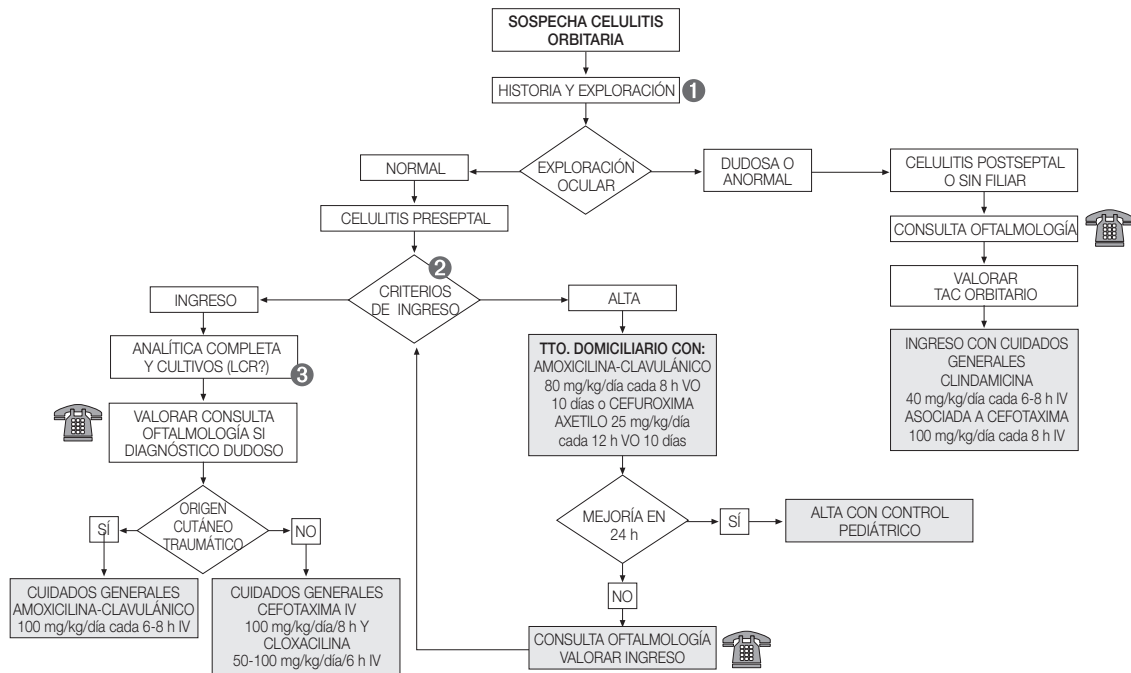 SOSPECHA CELULITIS
ORBITARIA
HISTORIA Y EXPLORACIÓN
1
EXPLORACIÓN
OCULAR
NORMAL
DUDOSA O
ANORMAL
CELULITIS POSTSEPTAL
O SIN FILIAR
CELULITIS PRESEPTAL
CONSULTA OFTALMOLOGÍA
2
CRITERIOS
DE INGRESO
INGRESO
ALTA
VALORAR
TAC ORBITARIO
ANALÍTICA COMPLETA
Y CULTIVOS (LCR?)
3
TTO. DOMICILIARIO CON:
AMOXICILINA-CLAVULÁNICO
80 mg/kg/día cada 8 h VO
10 días o CEFUROXIMA
AXETILO 25 mg/kg/día
cada 12 h VO 10 días
INGRESO CON CUIDADOS
GENERALES
CLINDAMICINA
40 mg/kg/día cada 6-8 h IV
ASOCIADA A CEFOTAXIMA
100 mg/kg/día cada 8 h IV
VALORAR CONSULTA
OFTALMOLOGÍA SI
DIAGNÓSTICO DUDOSO
ORIGEN
CUTÁNEO
TRAUMÁTICO
SÍ
NO
MEJORÍA EN
24 h
SÍ
ALTA CON CONTROL
PEDIÁTRICO
NO
CUIDADOS GENERALES
AMOXICILINA-CLAVULÁNICO
100 mg/kg/día cada 6-8 h IV
CUIDADOS GENERALES
CEFOTAXIMA IV
100 mg/kg/día/8 h Y
CLOXACILINA
50-100 mg/kg/día/6 h IV
CONSULTA OFTALMOLOGÍA
VALORAR INGRESO